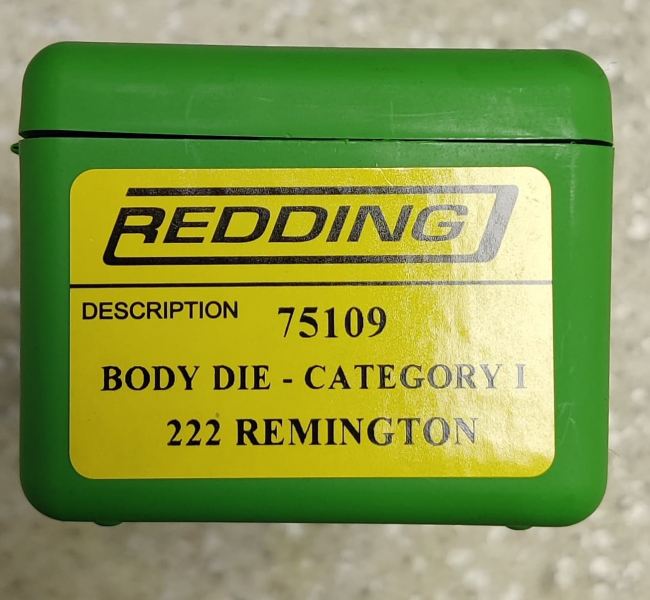 REDDING
DESCRIPTION 75109
BODY DIE - CATEGORY I
222 REMINGTON